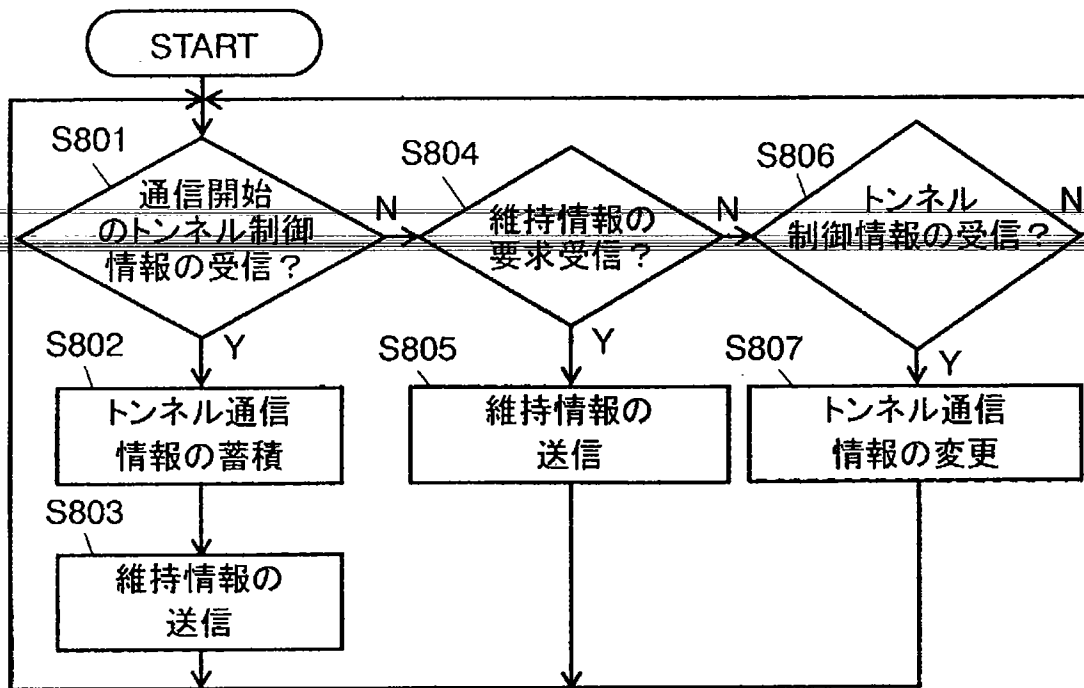 START
S801
通信開始
のトンネル制御
情報の受信？
N
Y
S804
維持情報の
要求受信？
N
Y
S806
トンネル
制御情報の受信？
N
Y
S802
トンネル通信
情報の蓄積
S805
維持情報の
送信
S807
トンネル通信
情報の変更
S803
維持情報の
送信